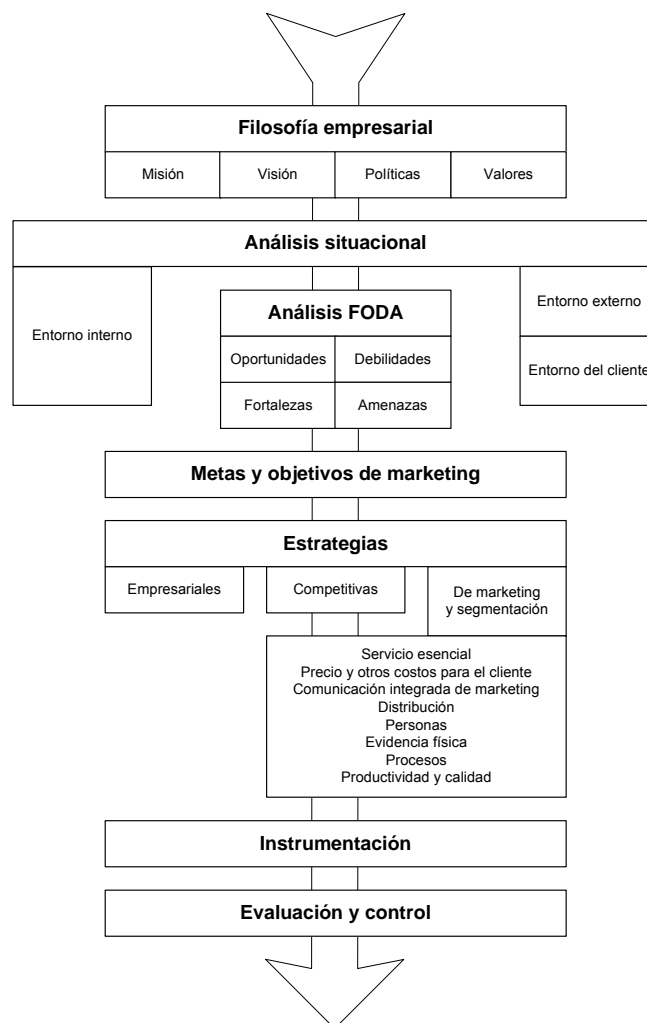 Filosofía empresarial
Misión
Visión
Políticas
Valores
Análisis situacional
Entorno interno
Análisis FODA
Oportunidades
Debilidades
Fortalezas
Amenazas
Entorno externo
Entorno del cliente
Metas y objetivos de marketing
Estrategias
Empresariales
Competitivas
De marketing
y segmentación
Servicio esencial
Precio y otros costos para el cliente
Comunicación integrada de marketing
Distribución
Personas
Evidencia física
Procesos
Productividad y calidad
Instrumentación
Evaluación y control